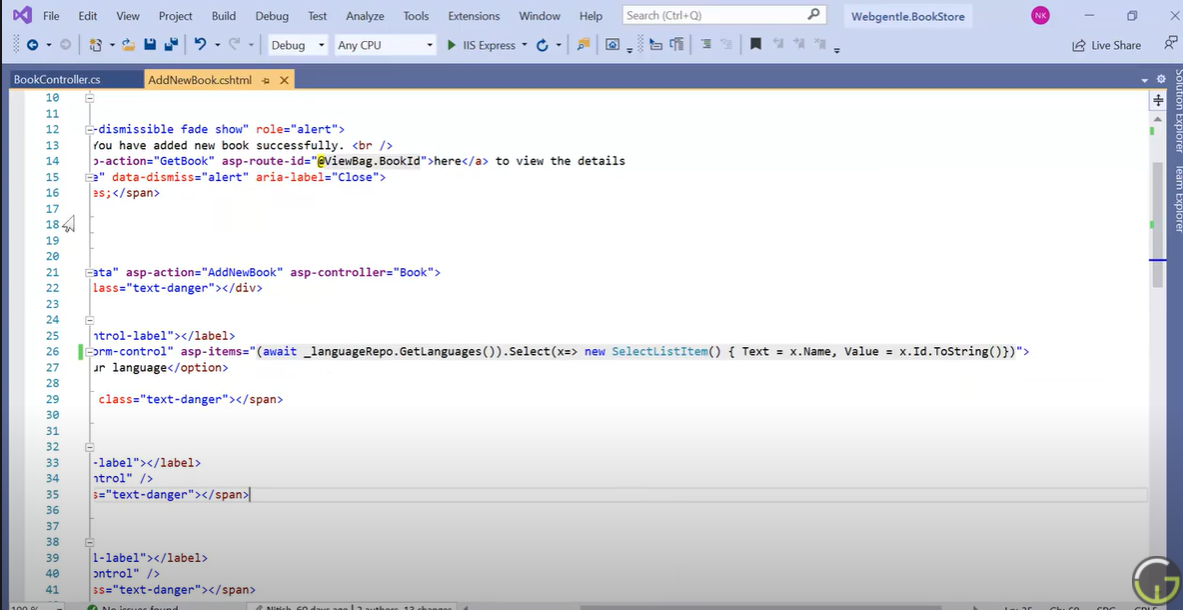 File Edit View Project Build Debug Test Analyze Tools Extensions Window Help Search (Ctrl+Q) Webgentle.BookStore NK
Debug Any CPU IIS Express Live Share
BookController.cs AddNewBook.cshtml
Solution Explorer
Team Explorer
10
11
12 -dismissible fade show" role="alert">
13 You have added new book successfully. <br />
14 p-action="GetBook" asp-route-id="@ViewBag.BookId">here</a> to view the details
15 e" data-dismiss="alert" aria-label="Close">
16 es;</span>
17
18
19
20
21 ata" asp-action="AddNewBook" asp-controller="Book">
22 lass="text-danger"></div>
23
24
25 ntrol-label"></label>
26 orm-control" asp-items="(await _languageRepo.GetLanguages()).Select(x=> new SelectListItem() { Text = x.Name, Value = x.Id.ToString()})">
27 ur language</option>
28
29 class="text-danger"></span>
30
31
32
33 -label"></label>
34 ntrol" />
35 s="text-danger"></span>
36
37
38
39 l-label"></label>
40 ontrol" />
41 ss="text-danger"></span>
100 % No issues found Nitish, 60 days ago | 2 authors, 13 changes